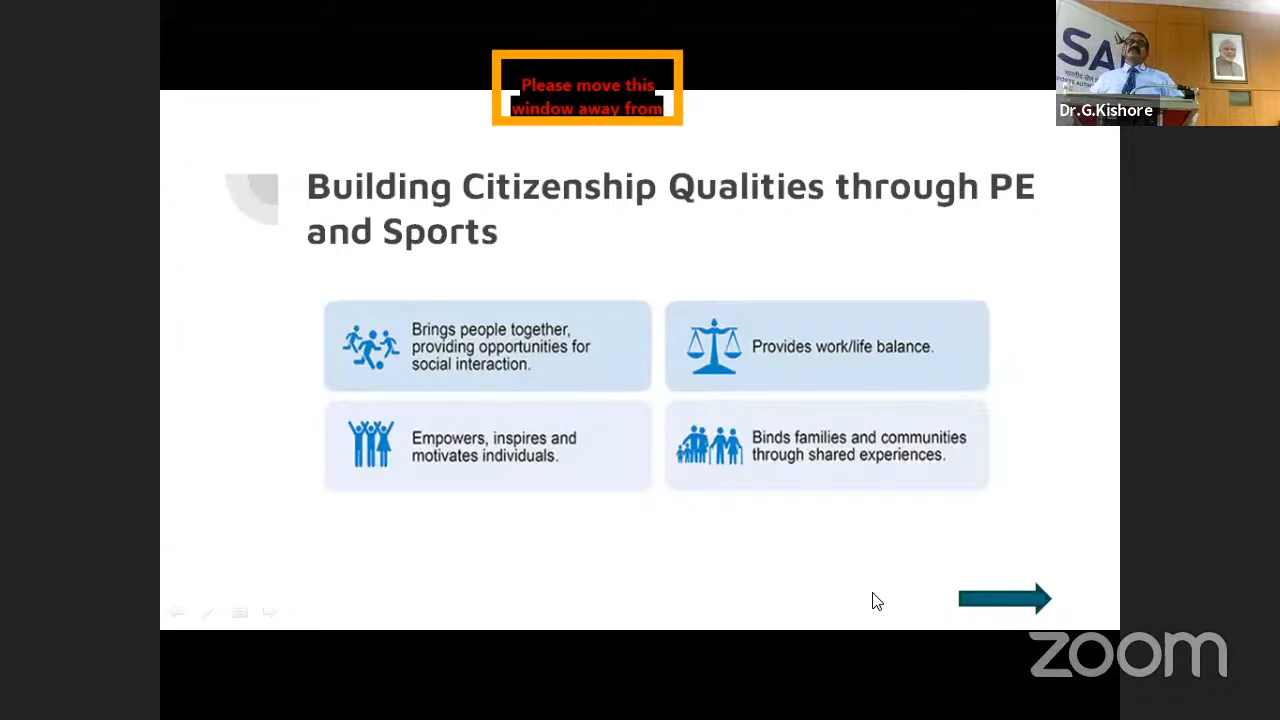 Please move this
window away from
SA
भारतीय खेल
Dr.G.Kishore
Building Citizenship Qualities through PE
and Sports
Brings people together,
providing opportunities for
social interaction.
Provides work/life balance.
Empowers, inspires and
motivates individuals.
Binds families and communities
through shared experiences.
zoom